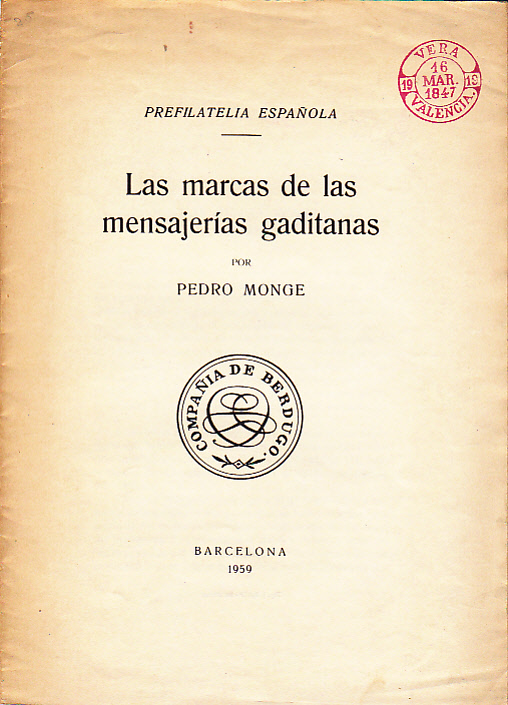 VERA
16
MAR.
1847
19 19
VALENCIA.
PREFILATELIA ESPAÑOLA
Las marcas de las
mensajerías gaditanas
POR
PEDRO MONGE
COMPAÑIA DE BERDUGO.
BARCELONA
1959